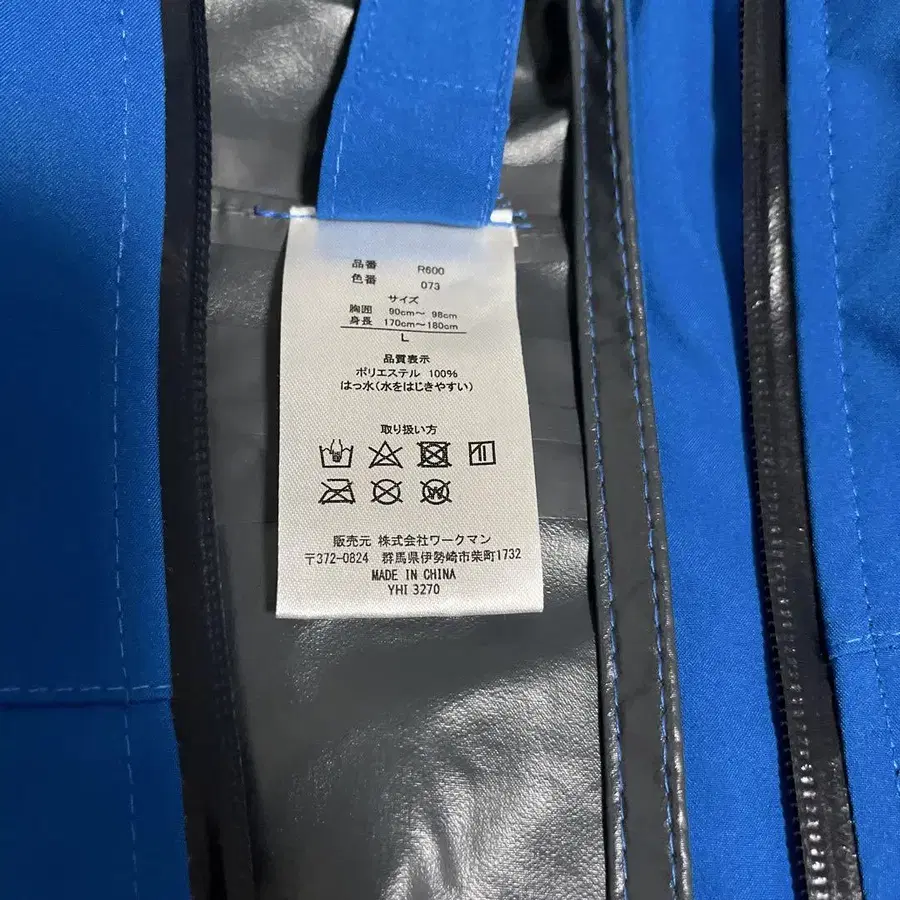 品番 R600
色番 073
サイズ
胸囲 90cm～ 98cm
身長 170cm～180cm
L
品質表示
ポリエステル 100%
はっ水(水をはじきやすい)
取り扱い方
W
販売元 株式会社ワークマン
〒372-0824 群馬県伊勢崎市柴町1732
MADE IN CHINA
YHI 3270